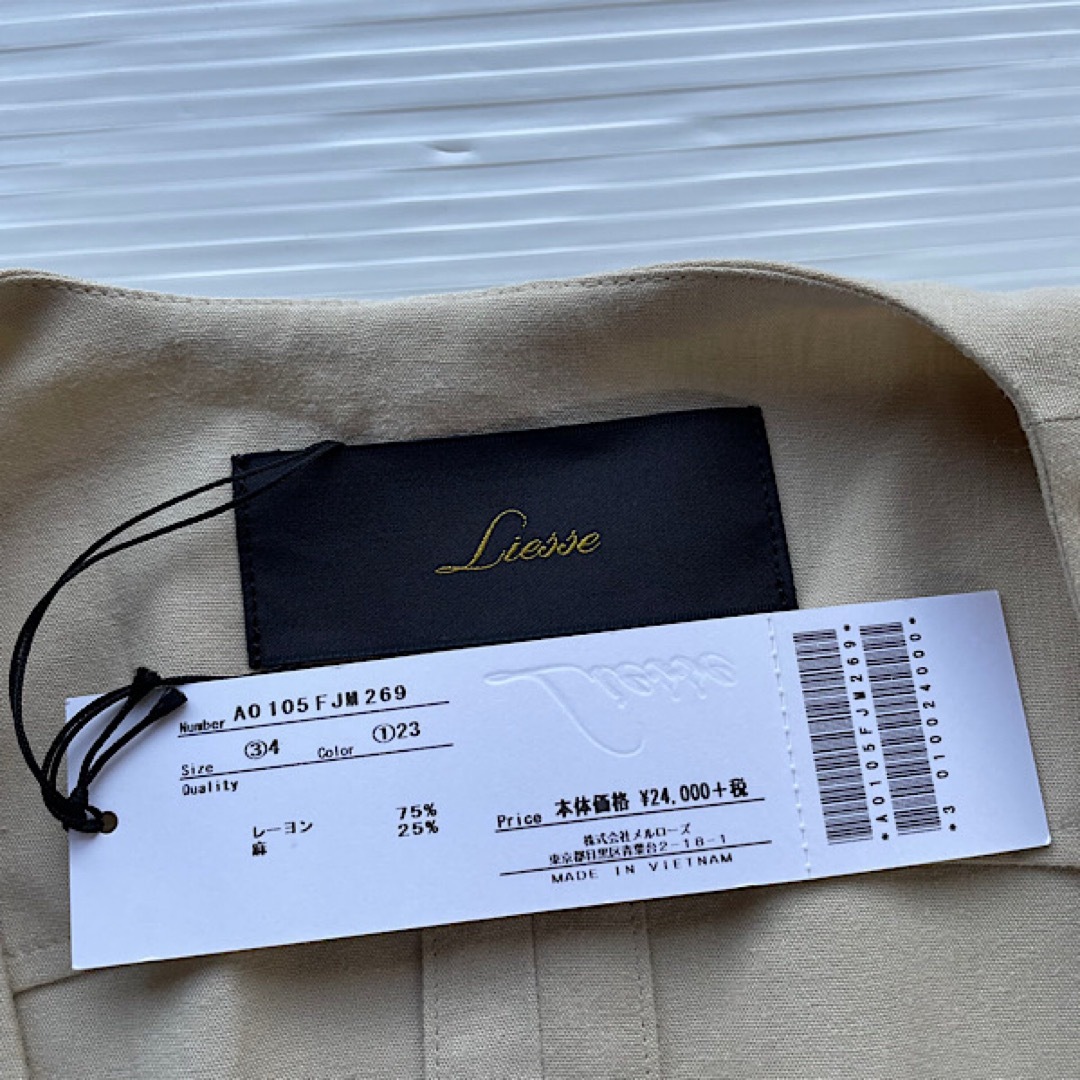 Liesse
Number A0105FJM269
Size ③4 Color ①23
Quality
レーヨン 75%
麻 25%
Price 本体価格 ¥24,000+税
株式会社メルローズ
東京都目黒区青葉台2-18-1
MADE IN VIETNAM
*A0105FJM269*
*3010024000*